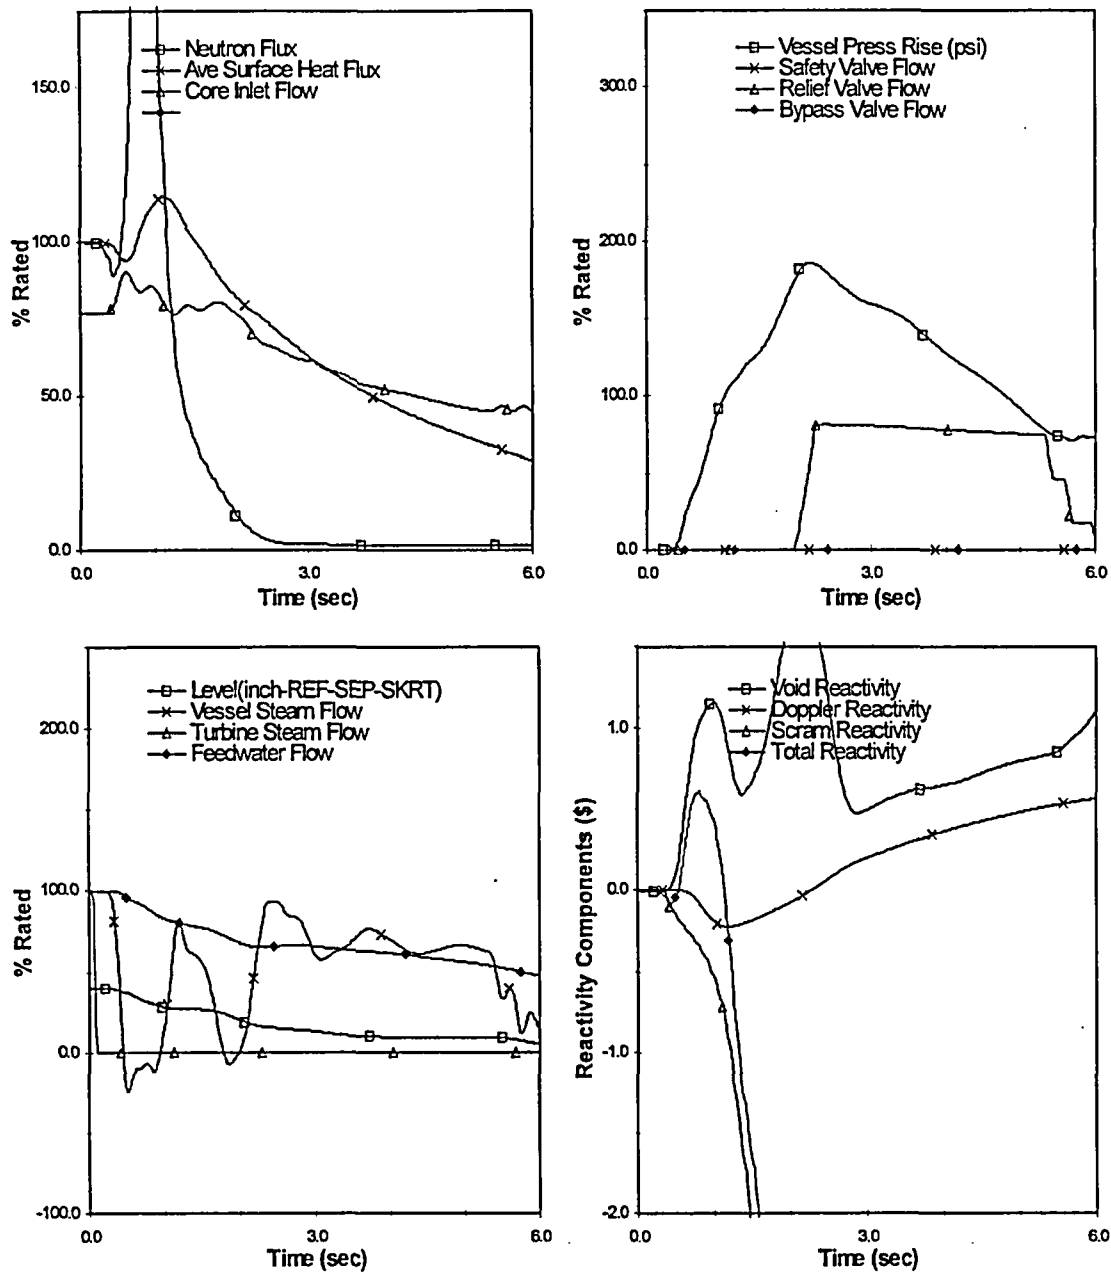 Neutron Flux
Ave Surface Heat Flux
Core Inlet Flow
150.0
100.0
50.0
0.0
% Rated
0.0 3.0 6.0
Time (sec)
Vessel Press Rise (psi)
Safety Valve Flow
Relief Valve Flow
Bypass Valve Flow
300.0
200.0
100.0
0.0
% Rated
0.0 3.0 6.0
Time (sec)
Level(inch-REF-SEP-SKRT)
Vessel Steam Flow
Turbine Steam Flow
Feedwater Flow
200.0
100.0
0.0
-100.0
% Rated
0.0 3.0 6.0
Time (sec)
Void Reactivity
Doppler Reactivity
Scram Reactivity
Total Reactivity
1.0
0.0
-1.0
-2.0
Reactivity Components ($)
0.0 3.0 6.0
Time (sec)